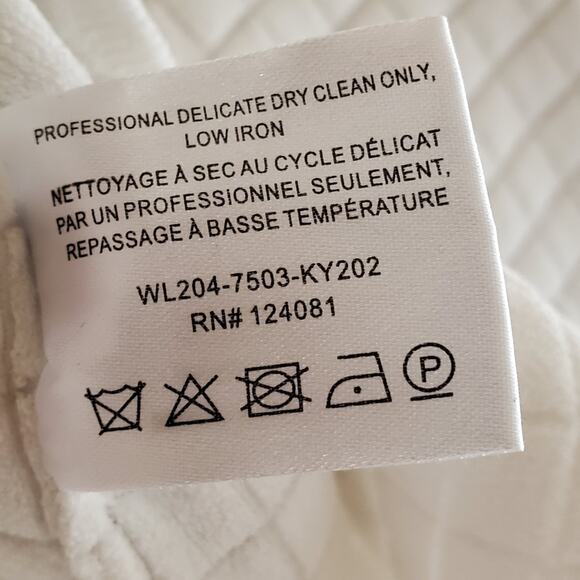 PROFESSIONAL DELICATE DRY CLEAN ONLY,
LOW IRON
NETTOYAGE À SEC AU CYCLE DÉLICAT
PAR UN PROFESSIONNEL SEULEMENT,
REPASSAGE À BASSE TEMPÉRATURE
WL204-7503-KY202
RN# 124081
P